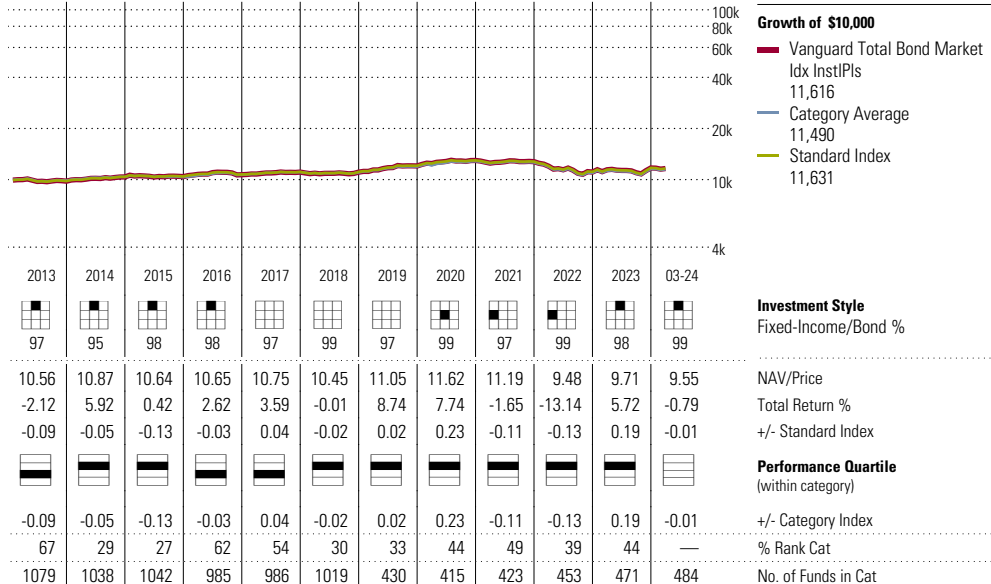 100k
80k
60k
40k
20k
10k
4k
Growth of $10,000
Vanguard Total Bond Market
Idx InstlPls
11,616
Category Average
11,490
Standard Index
11,631
2013 2014 2015 2016 2017 2018 2019 2020 2021 2022 2023 03-24
Investment Style
Fixed-Income/Bond %
97 95 98 98 97 99 97 99 97 99 98 99
10.56 10.87 10.64 10.65 10.75 10.45 11.05 11.62 11.19 9.48 9.71 9.55 NAV/Price
-2.12 5.92 0.42 2.62 3.59 -0.01 8.74 7.74 -1.65 -13.14 5.72 -0.79 Total Return %
-0.09 -0.05 -0.13 -0.03 0.04 -0.02 0.02 0.23 -0.11 -0.13 0.19 -0.01 +/- Standard Index
Performance Quartile
(within category)
-0.09 -0.05 -0.13 -0.03 0.04 -0.02 0.02 0.23 -0.11 -0.13 0.19 -0.01 +/- Category Index
67 29 27 62 54 30 33 44 49 39 44 — % Rank Cat
1079 1038 1042 985 986 1019 430 415 423 453 471 484 No. of Funds in Cat